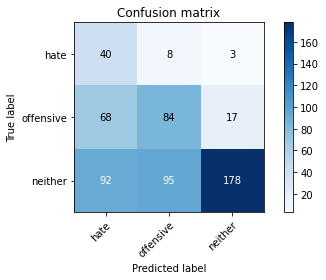 Confusion matrix
True label
hate
40
8
3
offensive
68
84
17
neither
92
95
178
hate
offensive
neither
Predicted label
160
140
120
100
80
60
40
20